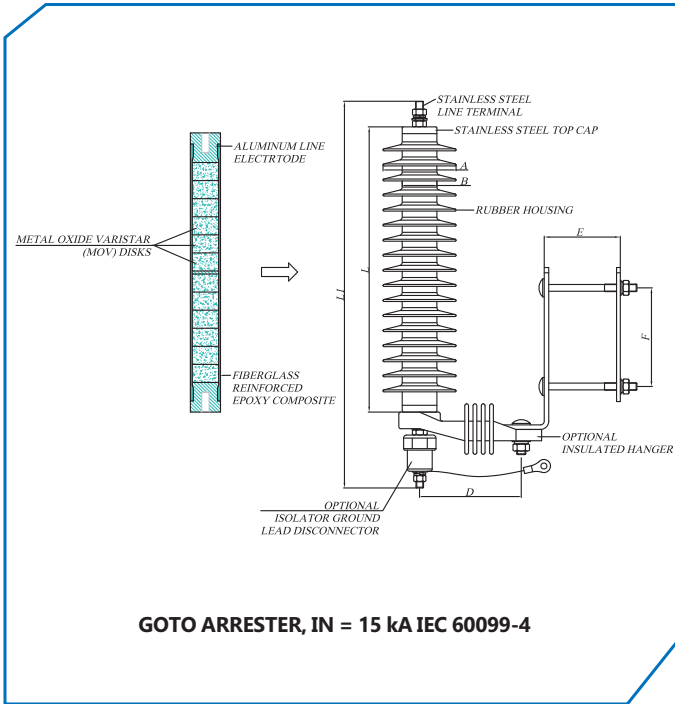 STAINLESS STEEL
LINE TERMINAL
STAINLESS STEEL TOP CAP
ALUMINUM LINE
ELECTRTODE
A
B
RUBBER HOUSING
METAL OXIDE VARISTAR
(MOV) DISKS
E
L
L1
F
FIBERGLASS
REINFORCED
EPOXY COMPOSITE
OPTIONAL
INSULATED HANGER
D
OPTIONAL
ISOLATOR GROUND
LEAD DISCONNECTOR
GOTO ARRESTER, IN = 15 kA IEC 60099-4